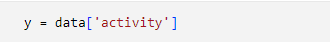 y = data['activity']